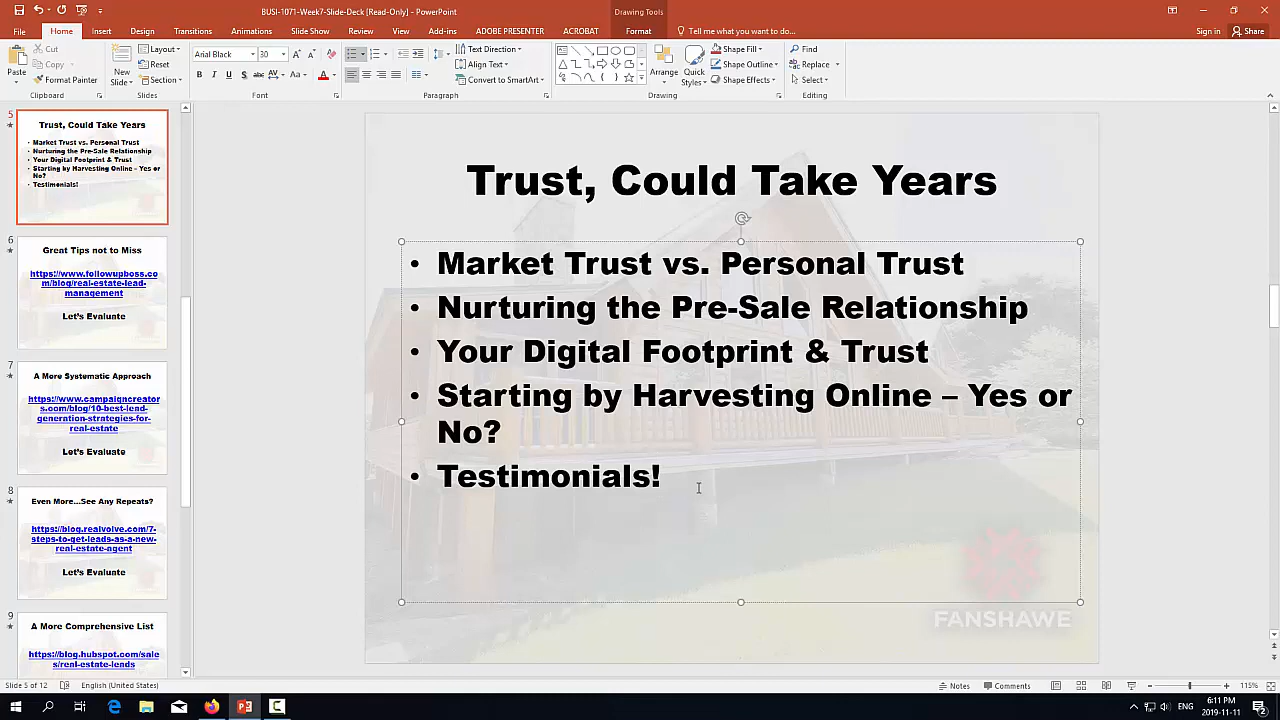 BUSI-1071-Week7-Slide-Deck [Read-Only] - PowerPoint
Drawing Tools
File Home Insert Design Transitions Animations Slide Show Review View Add-ins ADOBE PRESENTER ACROBAT Format Tell me what you want to do... Sign in Share
Paste
Cut
Copy
Format Painter
Clipboard
New Slide
Layout
Reset
Section
Slides
Arial Black 30
B I U S abc AV Aa A
Font
Text Direction
Align Text
Convert to SmartArt
Paragraph
Arrange
Quick Styles
Shape Fill
Shape Outline
Shape Effects
Drawing
Find
Replace
Select
Editing
5
Trust, Could Take Years
• Market Trust vs. Personal Trust
• Nurturing the Pre-Sale Relationship
• Your Digital Footprint & Trust
• Starting by Harvesting Online – Yes or
No?
• Testimonials!
6
Great Tips not to Miss
https://www.followupboss.co
m/blog/real-estate-lead-
management
Let's Evaluate
7
A More Systematic Approach
https://www.campaigncreator
s.com/blog/10-best-lead-
generation-strategies-for-
real-estate
Let's Evaluate
8
Even More...See Any Repeats?
https://blog.realvolve.com/7-
steps-to-get-leads-as-a-new-
real-estate-agent
Let's Evaluate
9
A More Comprehensive List
https://blog.hubspot.com/sale
s/real-estate-leads
Trust, Could Take Years
• Market Trust vs. Personal Trust
• Nurturing the Pre-Sale Relationship
• Your Digital Footprint & Trust
• Starting by Harvesting Online – Yes or
No?
• Testimonials!
FANSHAWE
Slide 5 of 12 English (United States) Notes Comments 115%
ENG 6:11 PM
2019-11-11
2